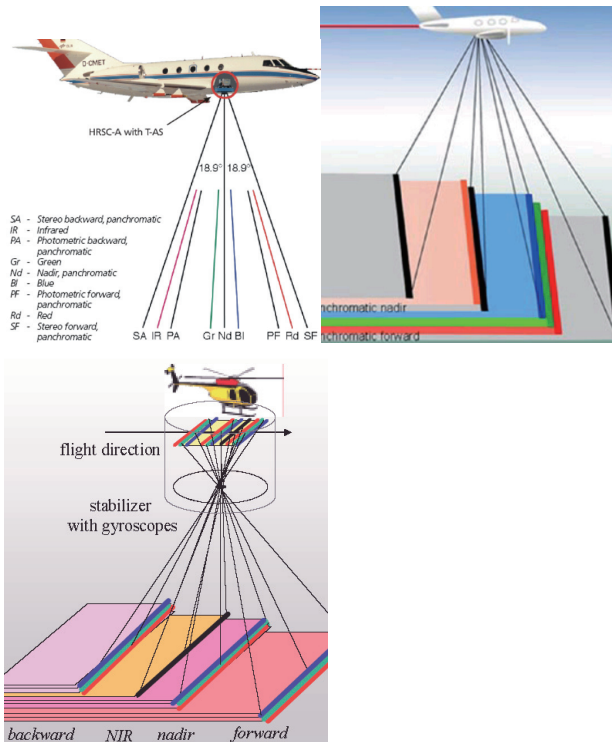 D-CMET
HRSC-A with T-AS
18.9° 18.9°
SA - Stereo backward, panchromatic
IR - Infrared
PA - Photometric backward,
panchromatic
Gr - Green
Nd - Nadir, panchromatic
Bl - Blue
PF - Photometric forward,
panchromatic
Rd - Red
SF - Stereo forward,
panchromatic
SA IR PA Gr Nd Bl PF Rd SF
nchromatic nadir
nchromatic forward
flight direction
stabilizer
with gyroscopes
backward NIR nadir forward